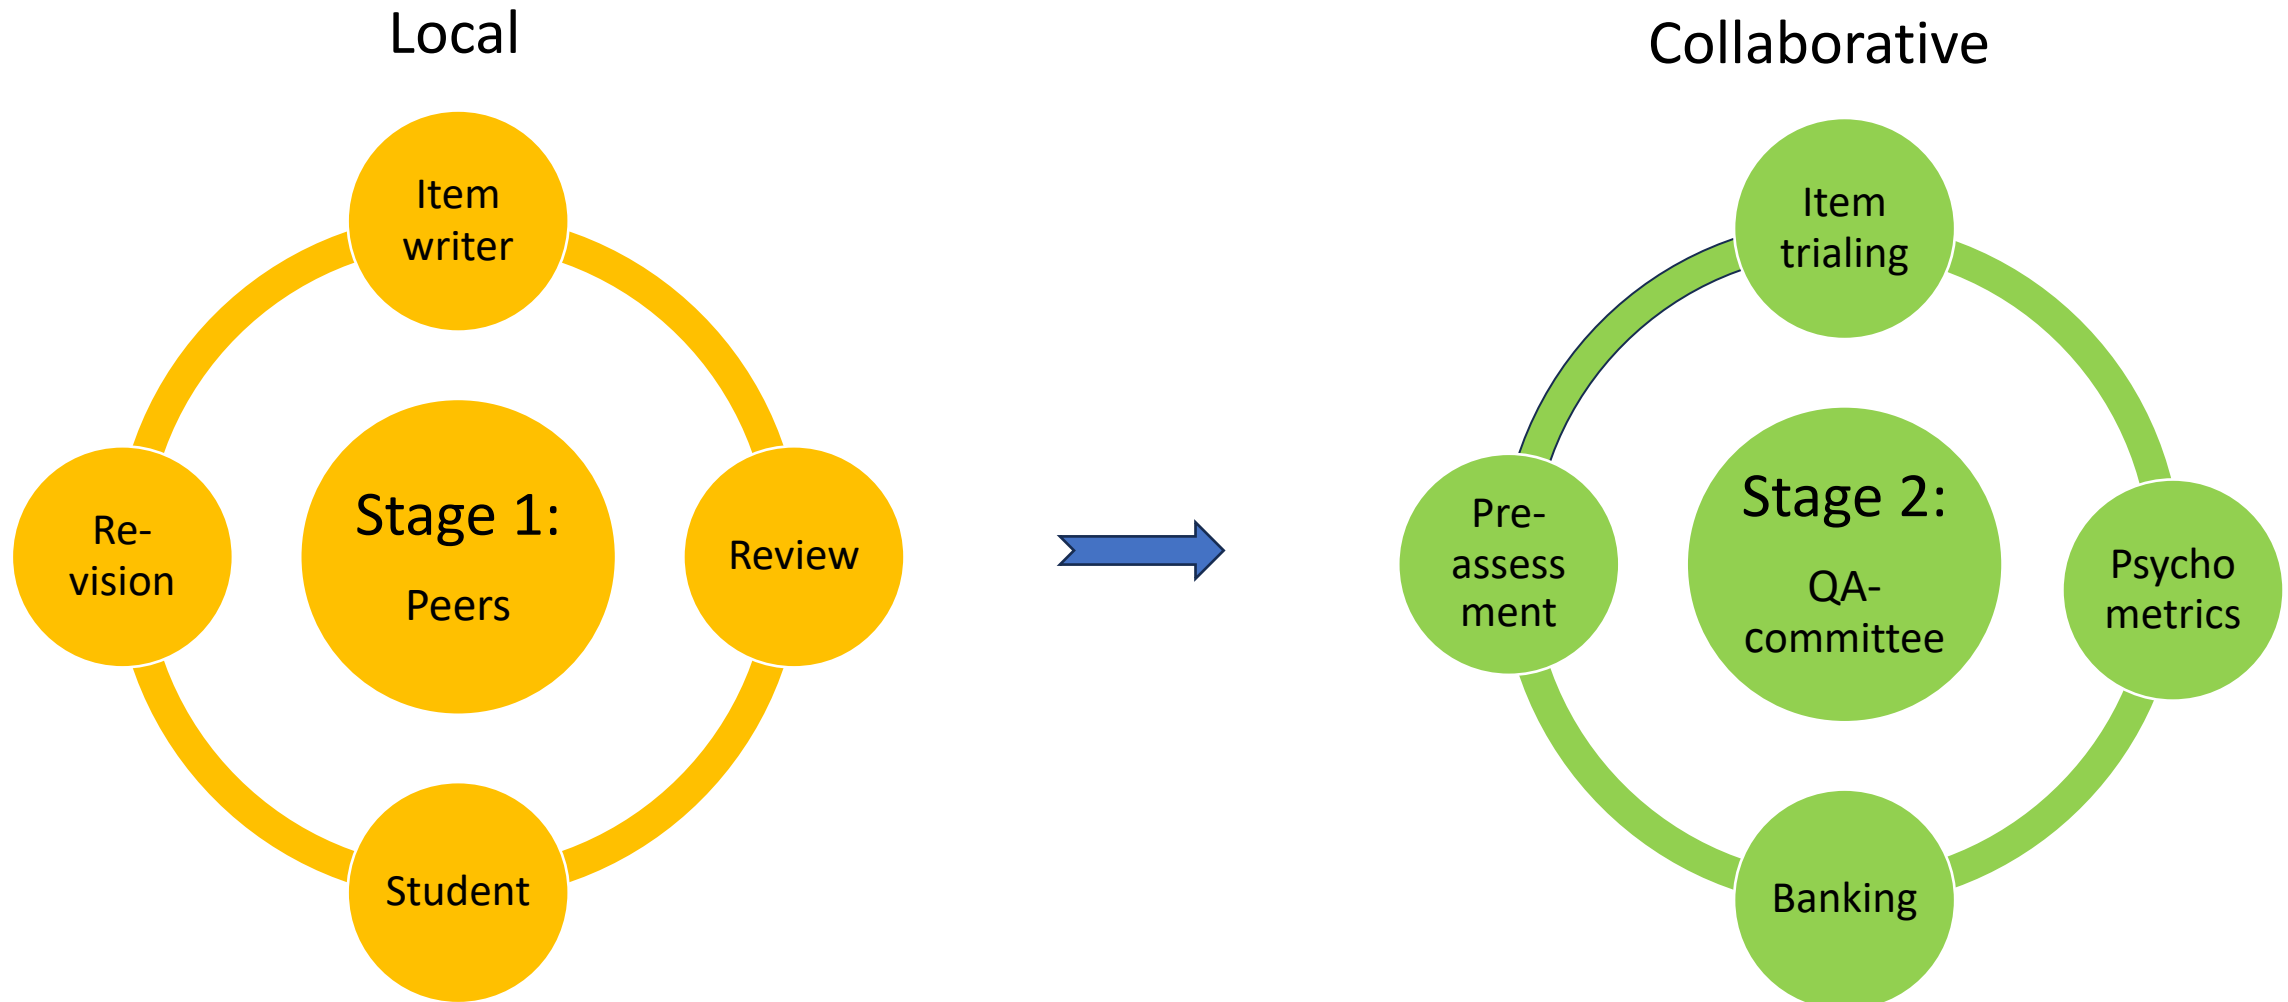 Local
Item
writer
Re-
vision
Stage 1:
Peers
Review
Student
Collaborative
Item
trialing
Pre-
assess
ment
Stage 2:
QA-
committee
Psycho
metrics
Banking